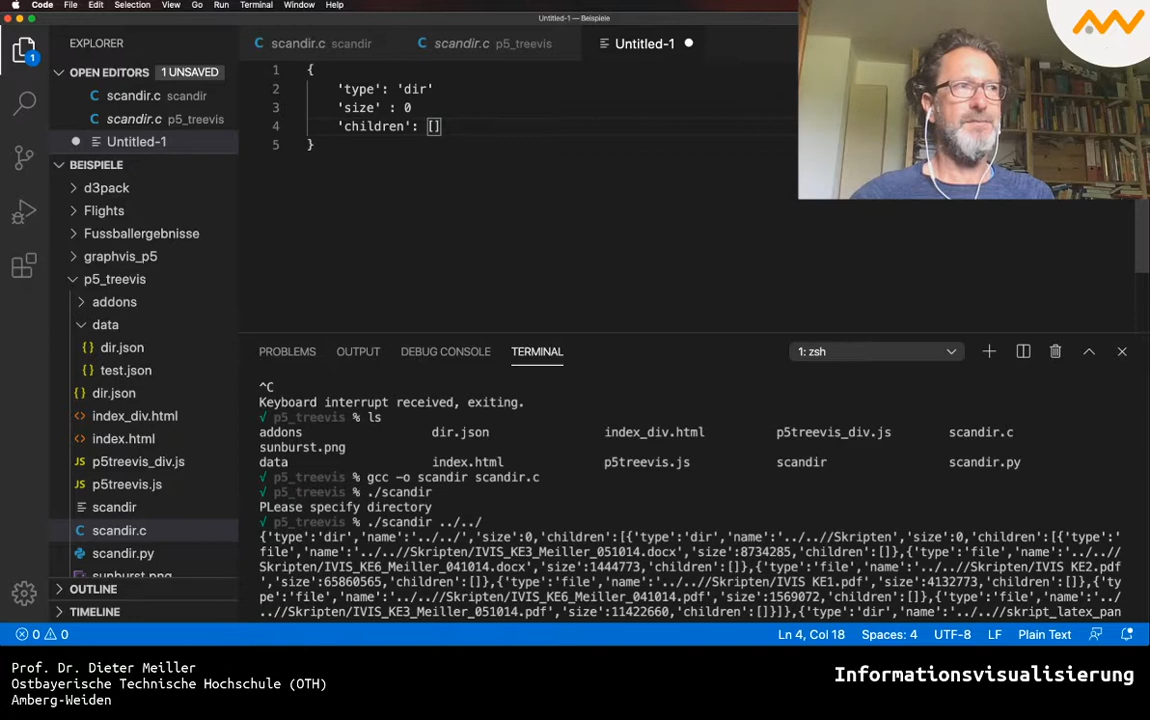 Code File Edit Selection View Go Run Terminal Window Help
Untitled-1 — Beispiele
EXPLORER
scandir.c scandir
scandir.c p5_treevis
Untitled-1
OPEN EDITORS 1 UNSAVED
scandir.c scandir
scandir.c p5_treevis
Untitled-1
BEISPIELE
d3pack
Flights
Fussballergebnisse
graphvis_p5
p5_treevis
addons
data
dir.json
test.json
dir.json
index_div.html
index.html
p5treevis_div.js
p5treevis.js
scandir
scandir.c
scandir.py
sunburst.png
OUTLINE
TIMELINE
1
{
2
'type': 'dir'
3
'size' : 0
4
'children': []
5
}
PROBLEMS OUTPUT DEBUG CONSOLE TERMINAL 1: zsh
^C
Keyboard interrupt received, exiting.
√ p5_treevis % ls
addons dir.json index_div.html p5treevis_div.js scandir.c
sunburst.png
data index.html p5treevis.js scandir scandir.py
√ p5_treevis % gcc -o scandir scandir.c
√ p5_treevis % ./scandir
PLease specify directory
√ p5_treevis % ./scandir ../../
{'type':'dir','name':'../../','size':0,'children':[{'type':'dir','name':'../..//Skripten','size':0,'children':[{'type':'
file','name':'../..//Skripten/IVIS_KE3_Meiller_051014.docx','size':8734285,'children':[]},{'type':'file','name':'../..//
Skripten/IVIS_KE6_Meiller_041014.pdf','size':1444773,'children':[]},{'type':'file','name':'../..//Skripten/IVIS KE2.pdf
','size':65860565,'children':[]},{'type':'file','name':'../..//Skripten/IVIS KE1.pdf','size':4132773,'children':[]},{'t
ype':'file','name':'../..//Skripten/IVIS_KE6_Meiller_041014.pdf','size':1569072,'children':[]},{'type':'file','name':'../
..//Skripten/IVIS_KE3_Meiller_051014.pdf','size':11422660,'children':[]}]},{'type':'dir','name':'../..//skript_latex_pan
0 0
Ln 4, Col 18 Spaces: 4 UTF-8 LF Plain Text
1
Prof. Dr. Dieter Meiller
Ostbayerische Technische Hochschule (OTH)
Amberg-Weiden
Informationsvisualisierung